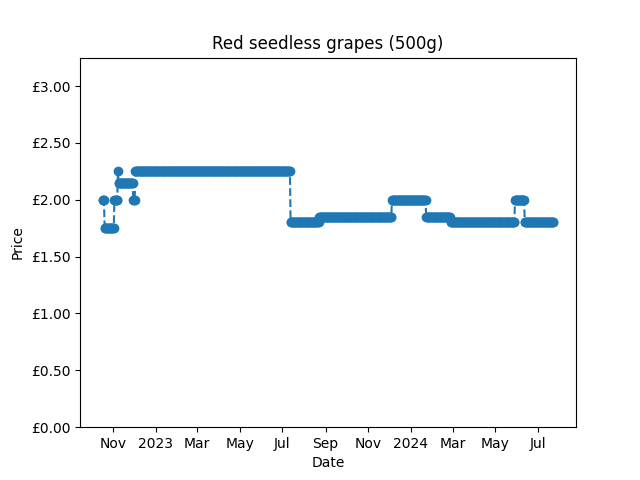 Red seedless grapes (500g)
£3.00
£2.50
£2.00
£1.50
£1.00
£0.50
£0.00
Price
Nov 2023 Mar May Jul Sep Nov 2024 Mar May Jul
Date